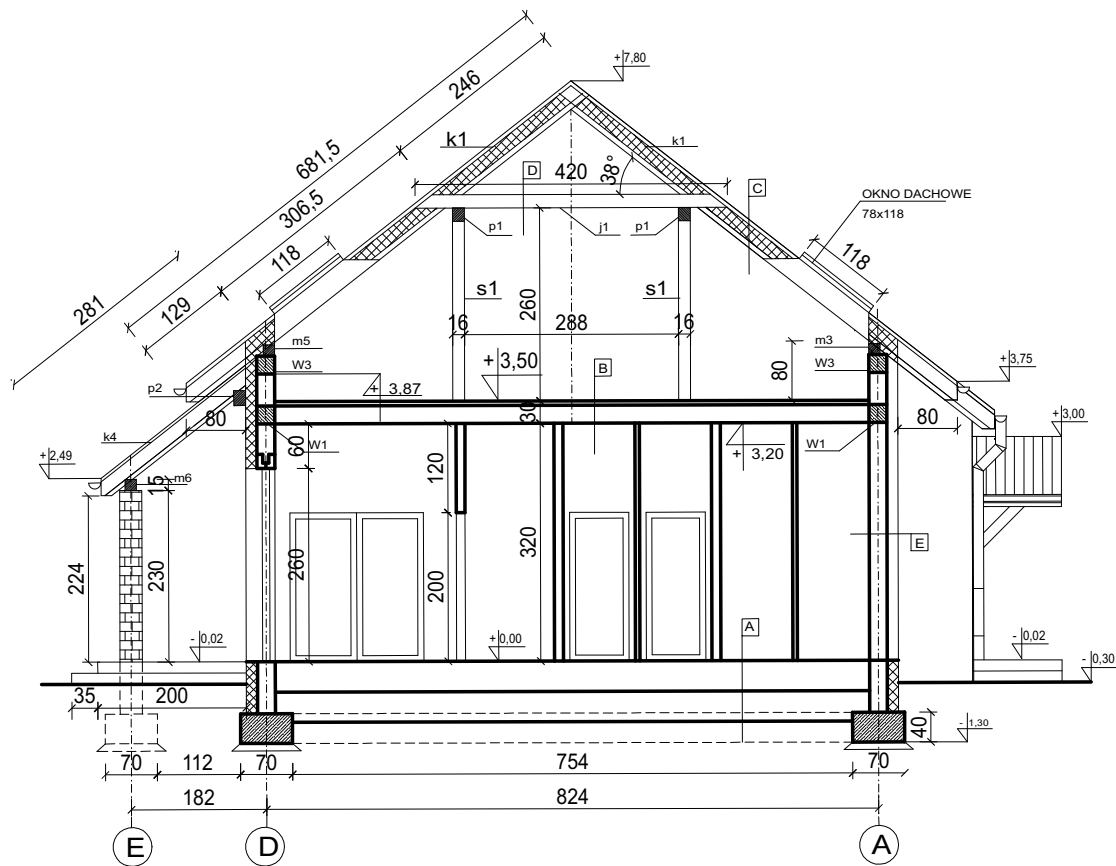 +7,80
246
681,5
k1
k1
D
420
38°
C
306,5
OKNO DACHOWE
78x118
p1
j1
p1
118
118
281
129
s1
260
s1
16
288
16
m5
m3
W3
+ 3,50
B
80
W3
+3,75
p2
+ 3,87
80
30
80
+3,00
k4
W1
60
W1
+ 3,20
+2,49
120
15
m6
E
224
230
260
200
320
A
- 0,02
+ 0,00
- 0,02
- 0,30
35
200
40
- 1,30
70
112
70
754
70
182
824
E
D
A